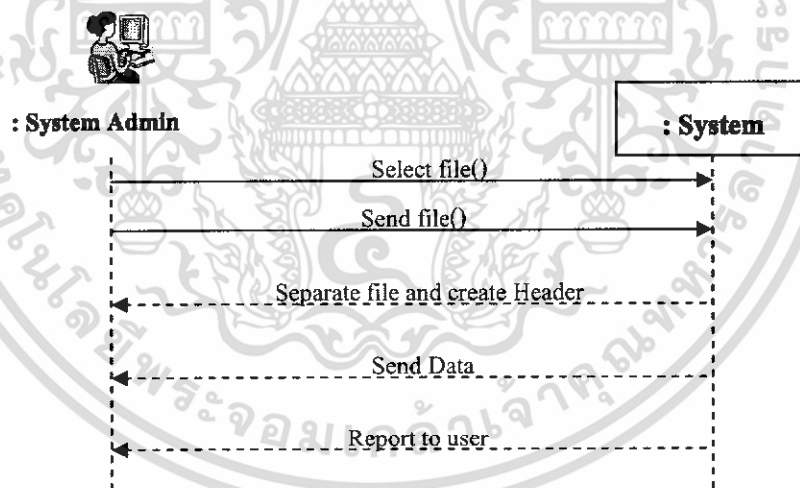 : System Admin
: System
Select file()
Send file()
Separate file and create Header
Send Data
Report to user